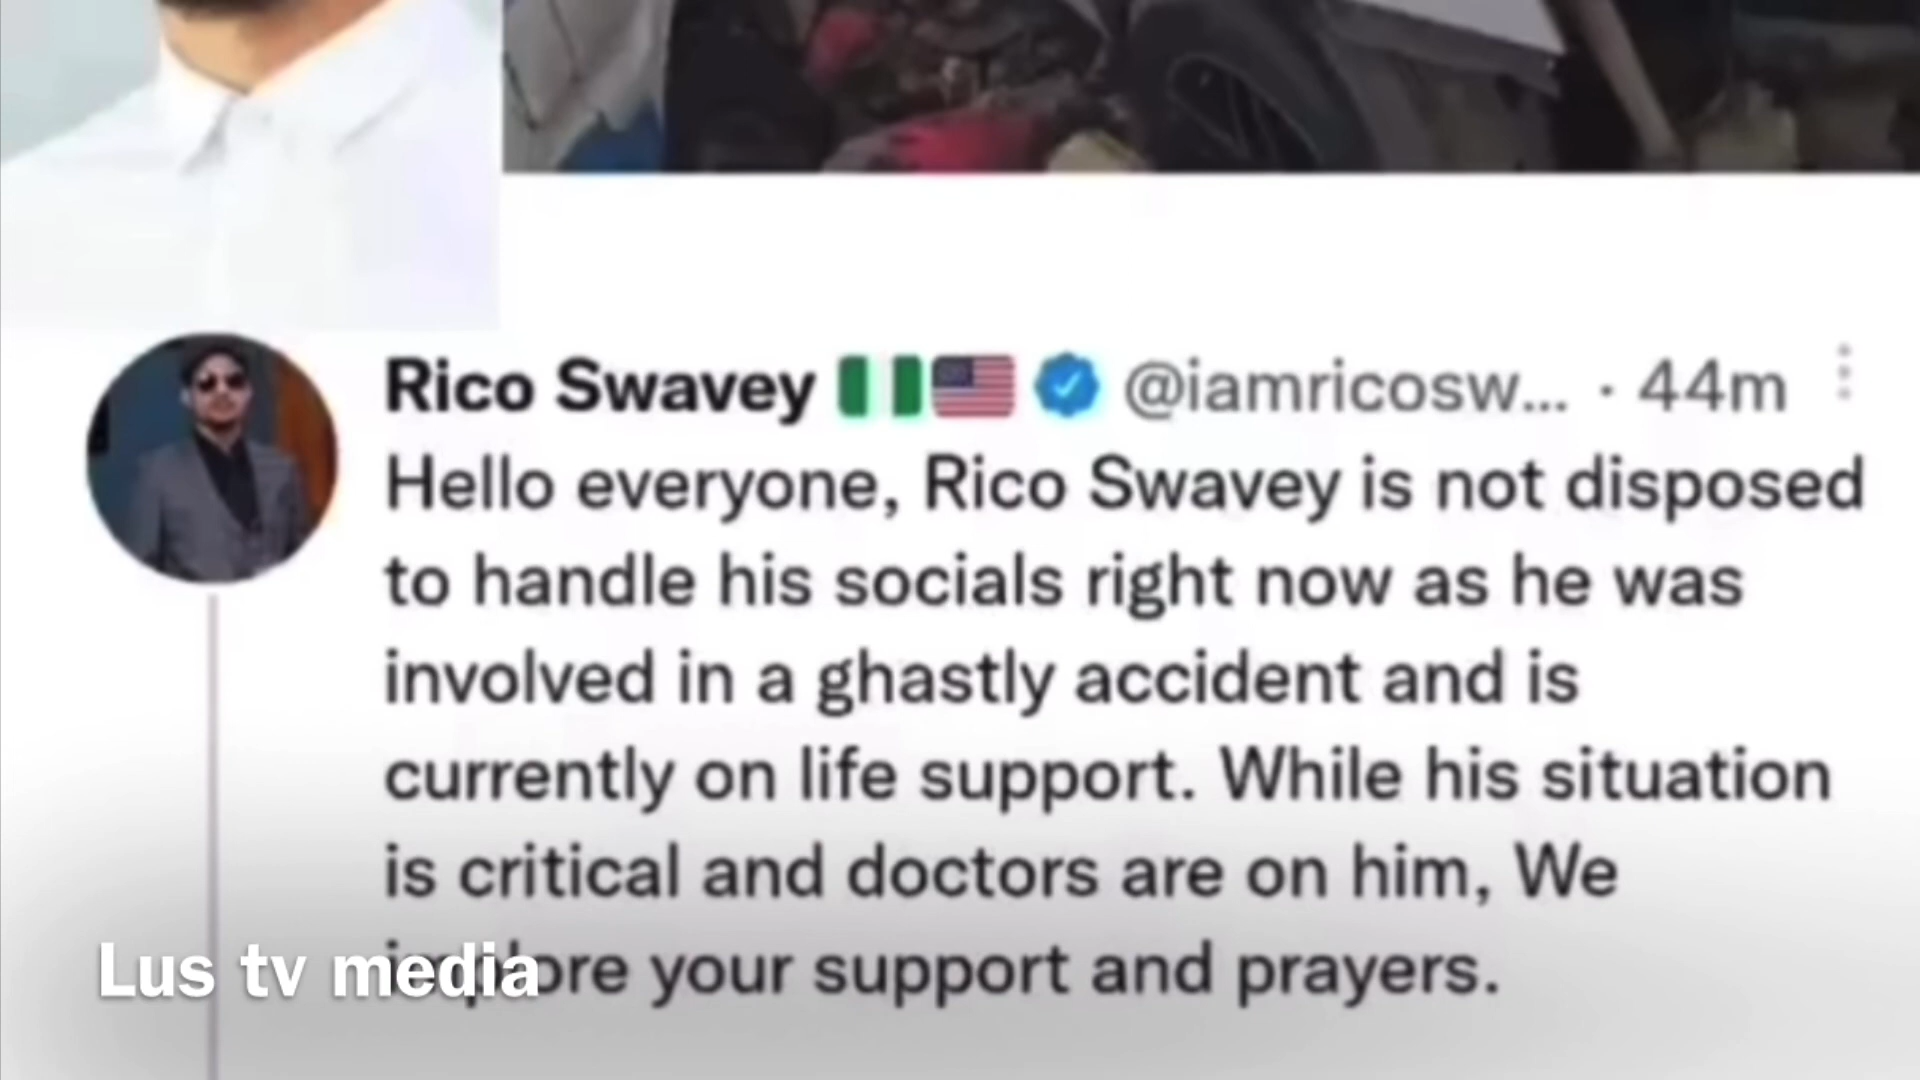 Rico Swavey 🇳🇬🇺🇸 @iamricosw... · 44m
Hello everyone, Rico Swavey is not disposed
to handle his socials right now as he was
involved in a ghastly accident and is
currently on life support. While his situation
is critical and doctors are on him, We
your support and prayers.
Lus tv media